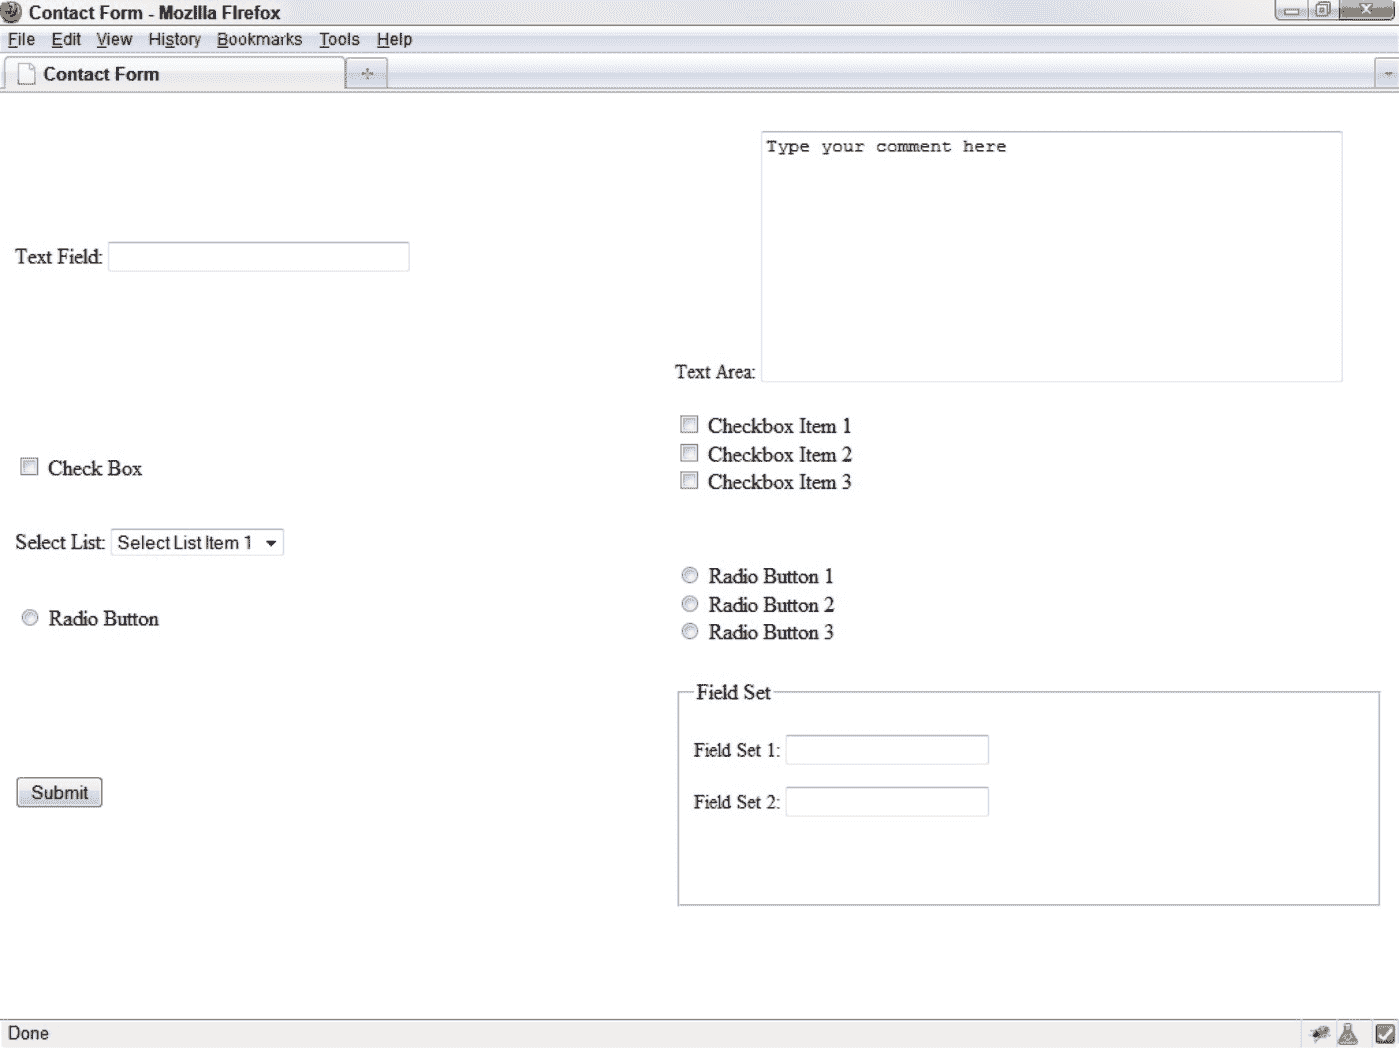 Contact Form - Mozilla Firefox
File Edit View History Bookmarks Tools Help
Contact Form
Type your comment here
Text Field:
Text Area:
Checkbox Item 1
Checkbox Item 2
Checkbox Item 3
Check Box
Select List: Select List Item 1
Radio Button 1
Radio Button 2
Radio Button 3
Radio Button
Field Set
Field Set 1:
Field Set 2:
Submit
Done